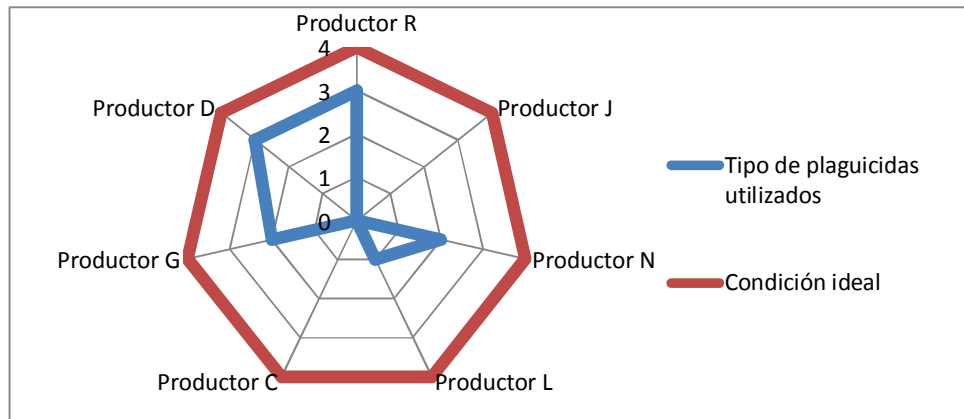 Productor R
4
3
2
1
0
Productor J
Productor N
Productor L
Productor C
Productor G
Productor D
Tipo de plaguicidas
utilizados
Condición ideal